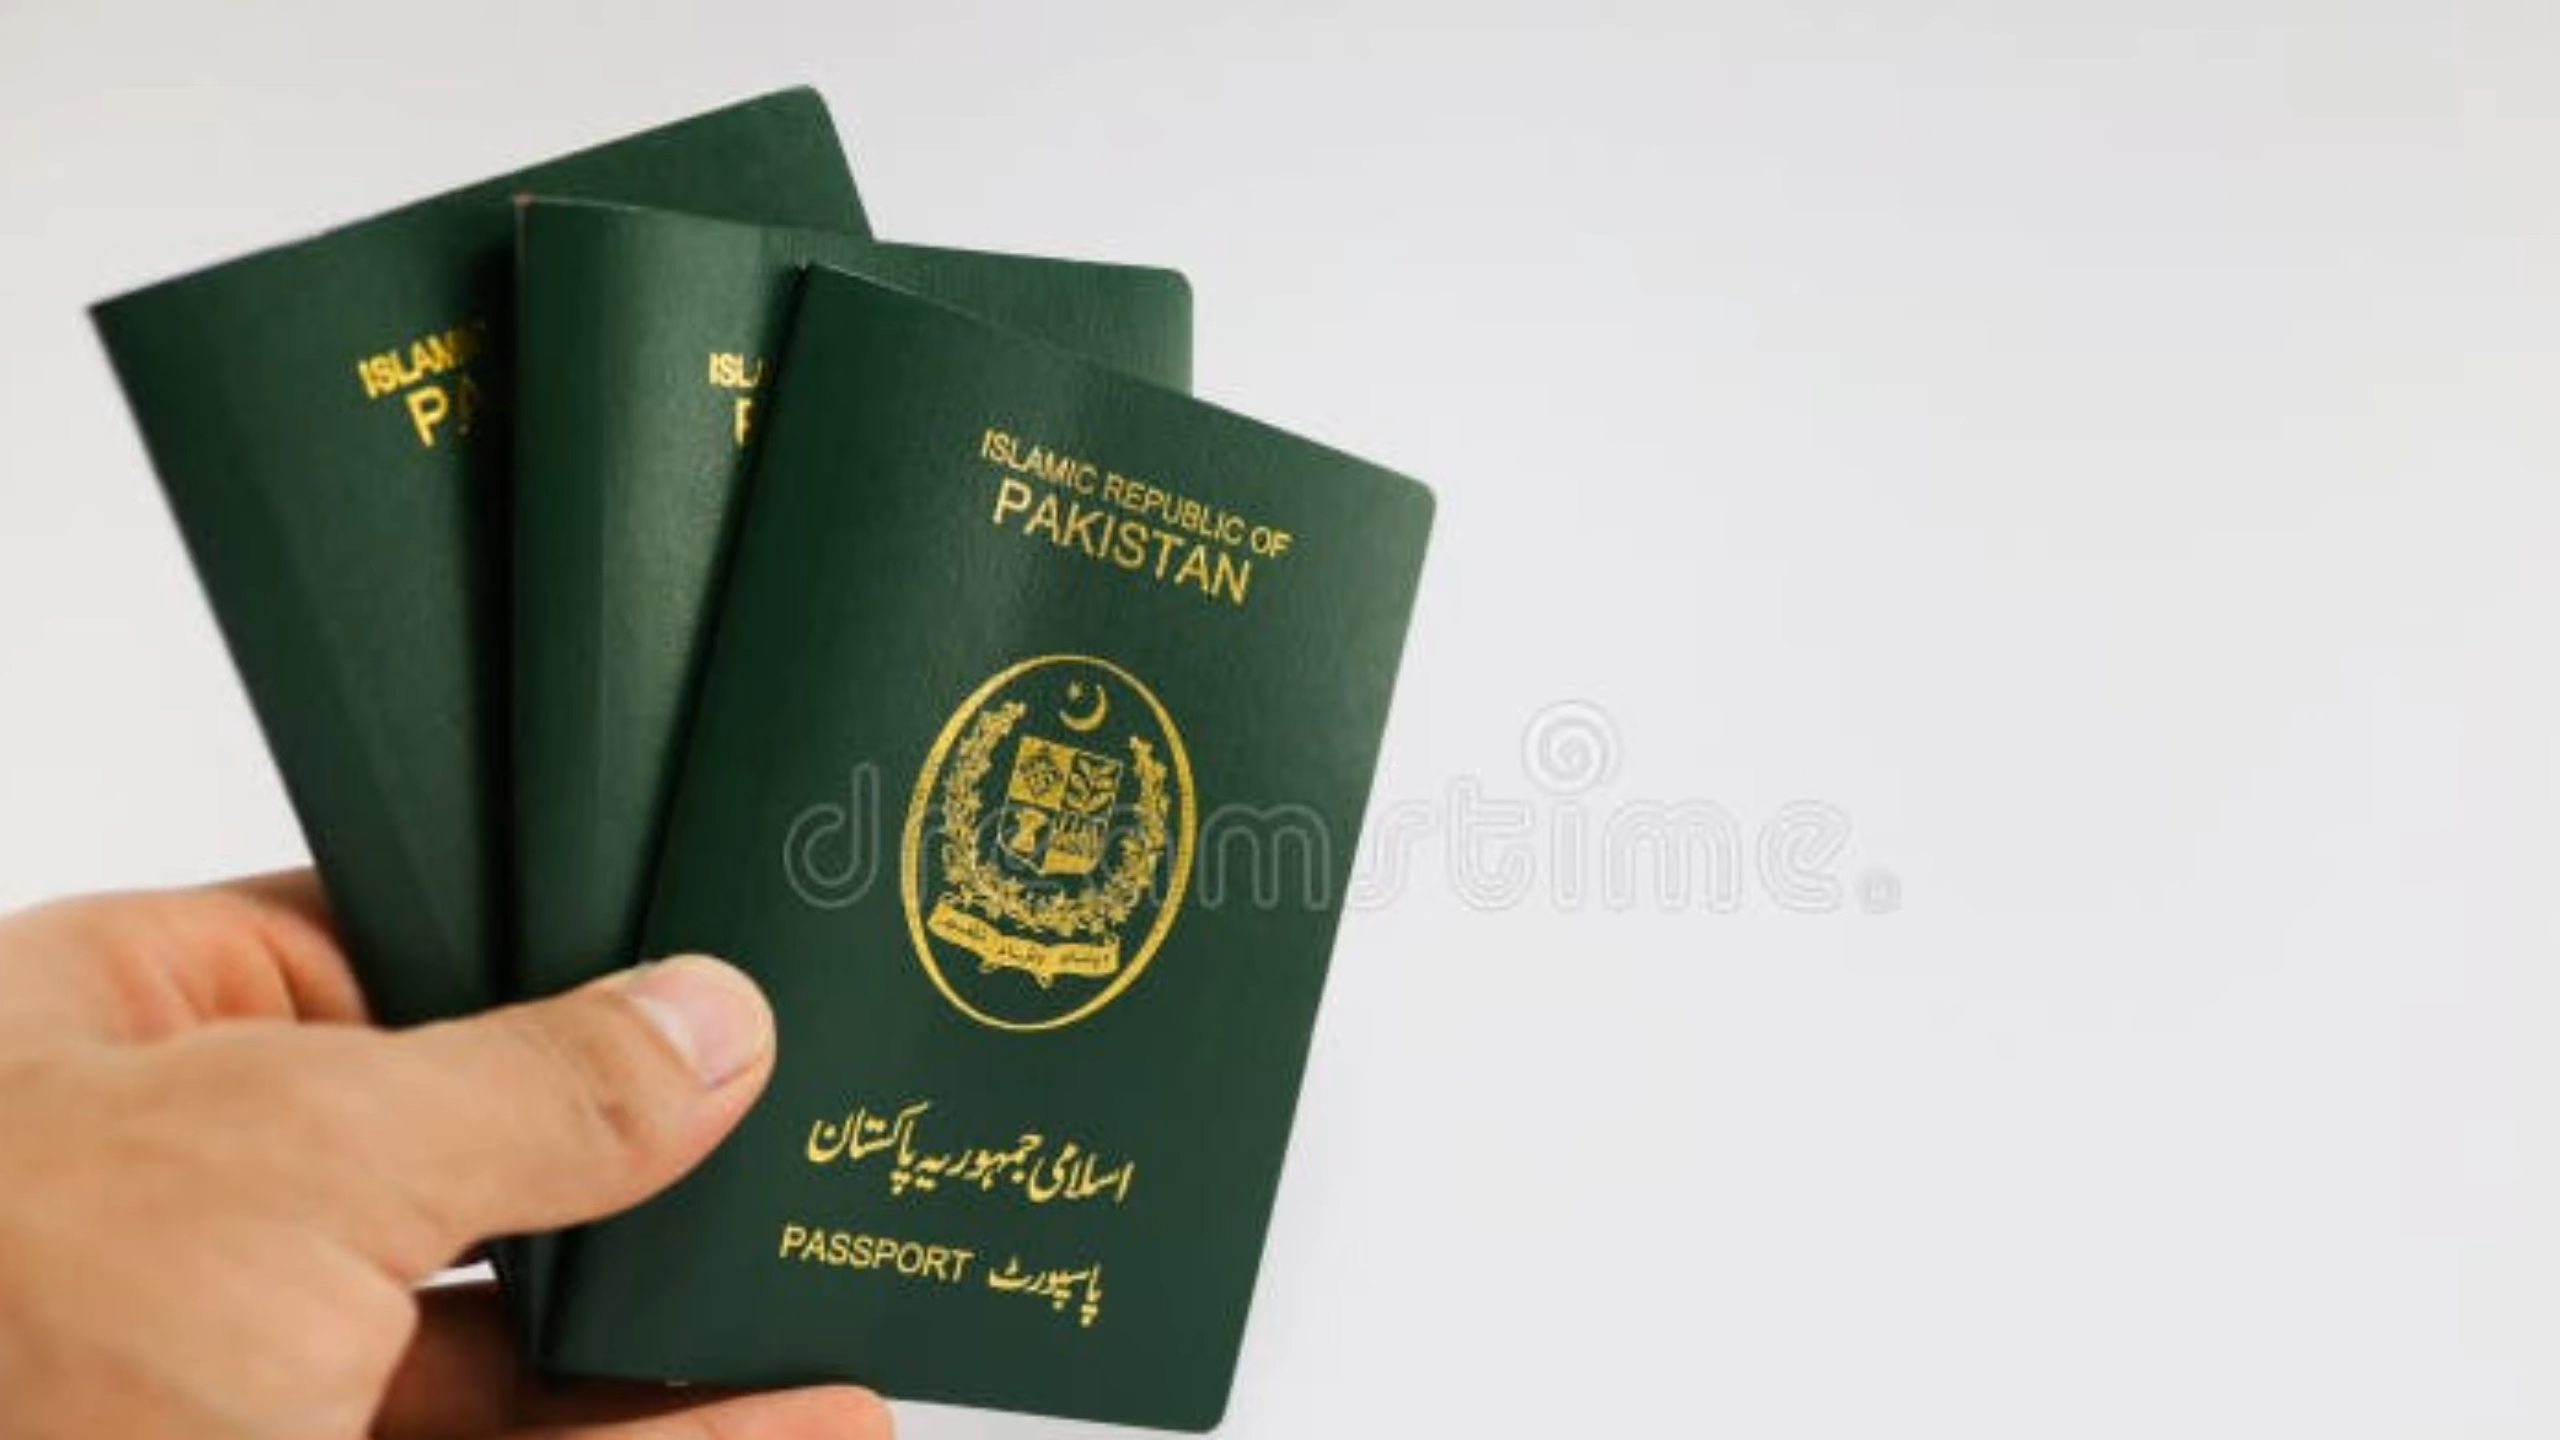 ISLAMIC REPUBLIC OF
PAKISTAN
اسلامی جمہوریہ پاکستان
PASSPORT پاسپورٹ
dreamstime.